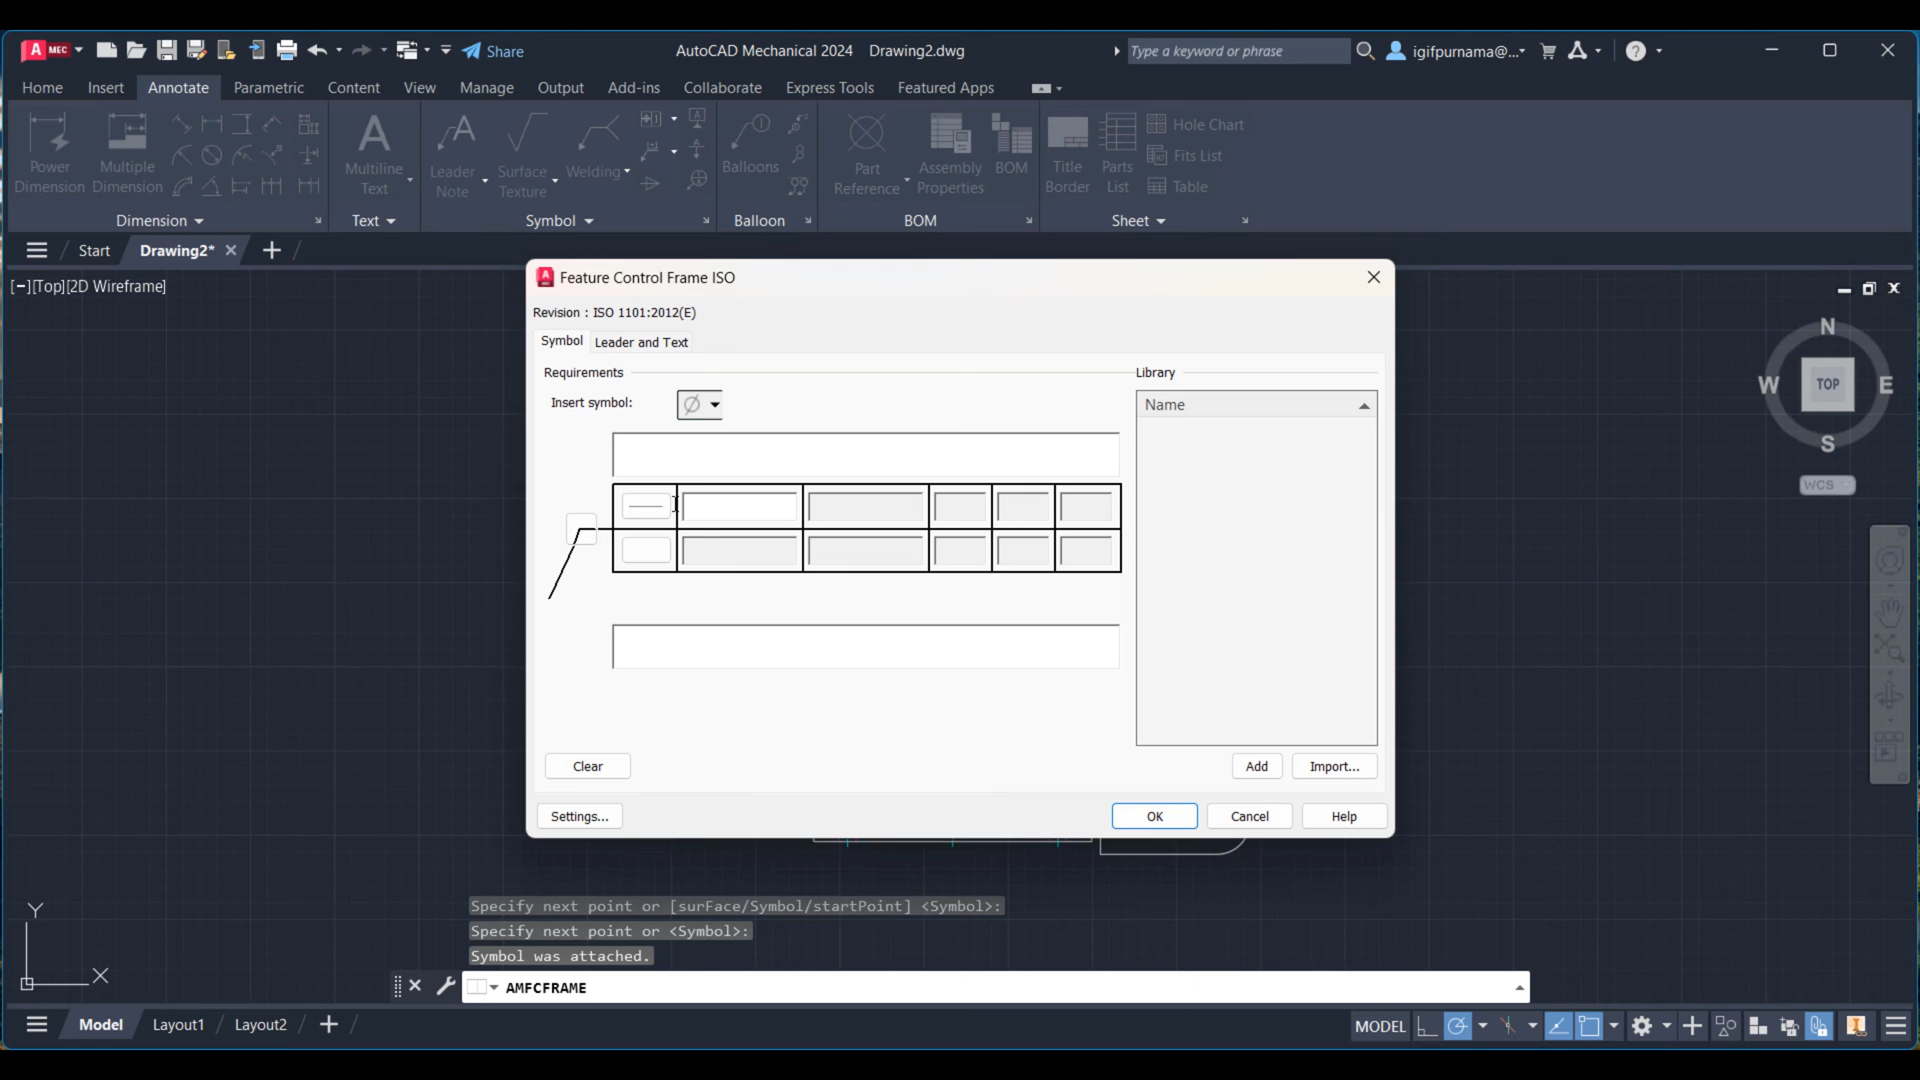 MEC Share AutoCAD Mechanical 2024 Drawing2.dwg Type a keyword or phrase igifpurnama@...
Home Insert Annotate Parametric Content View Manage Output Add-ins Collaborate Express Tools Featured Apps
Power Dimension
Multiple Dimension
Multiline Text
Leader Note
Surface Texture
Welding
Balloons
Part Reference
Assembly Properties
BOM
Title Border
Parts List
Hole Chart
Fits List
Table
Dimension Text Symbol Balloon BOM Sheet
Start Drawing2*
[−][Top][2D Wireframe]
N
W TOP E
S
WCS
Feature Control Frame ISO
Revision : ISO 1101:2012(E)
Symbol Leader and Text
Requirements Library
Insert symbol: Name
Clear Add Import...
Settings... OK Cancel Help
Specify next point or [surFace/Symbol/startPoint] <Symbol>:
Specify next point or <Symbol>:
Symbol was attached.
Y
X
AMFCFRAME
Model Layout1 Layout2 MODEL